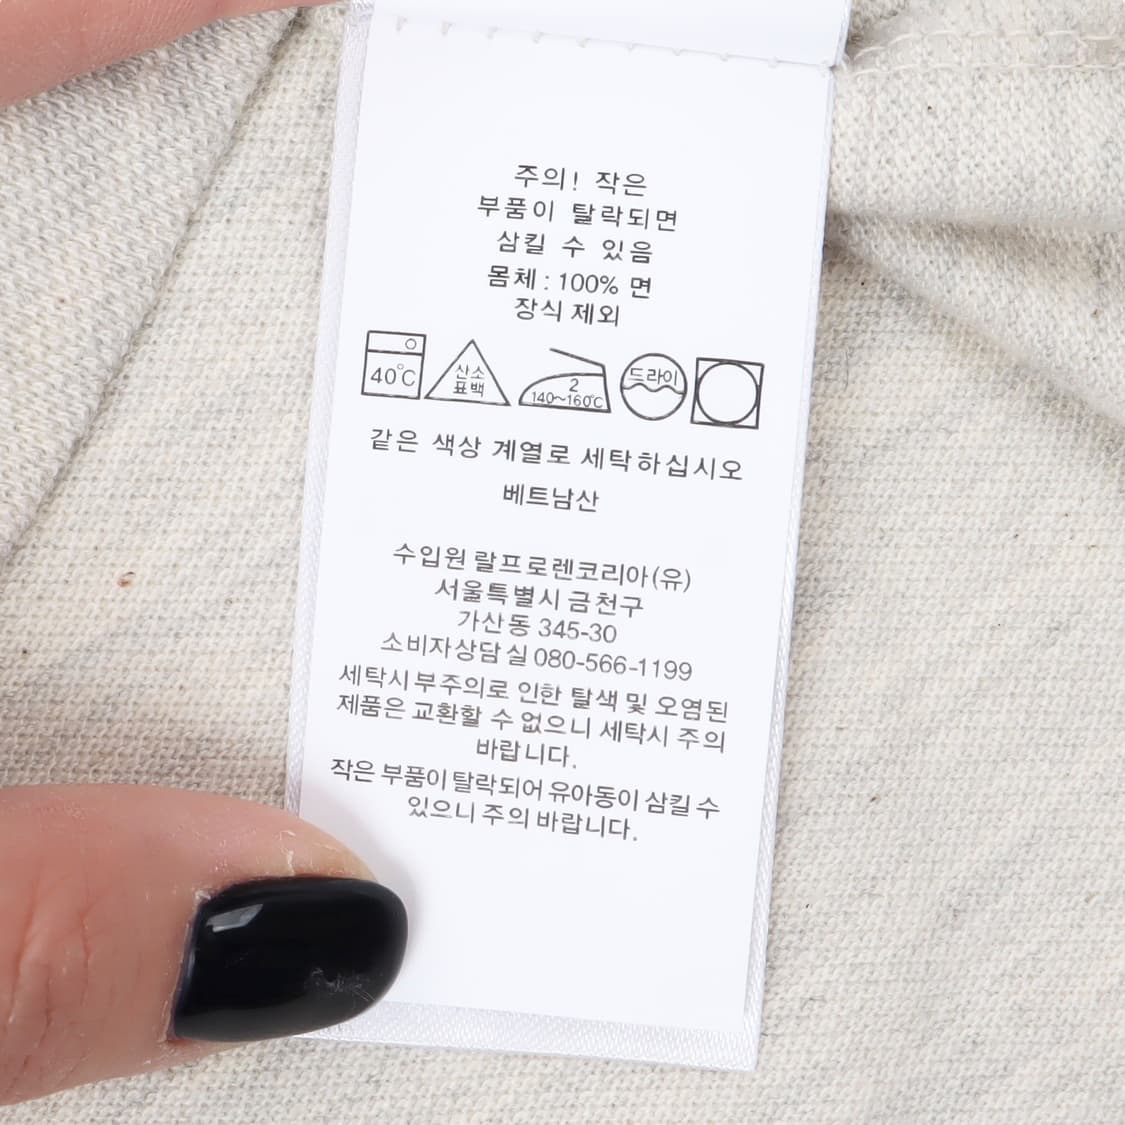 주의! 작은
부품이 탈락되면
삼킬 수 있음
몸체 : 100% 면
장식 제외
40℃
산소
표백
2
140~160℃
드라이
같은 색상 계열로 세탁하십시오
베트남산
수입원 랄프로렌코리아(유)
서울특별시 금천구
가산동 345-30
소비자상담실 080-566-1199
세탁시 부주의로 인한 탈색 및 오염된
제품은 교환할 수 없으니 세탁시 주의
바랍니다.
작은 부품이 탈락되어 유아동이 삼킬 수
있으니 주의 바랍니다.